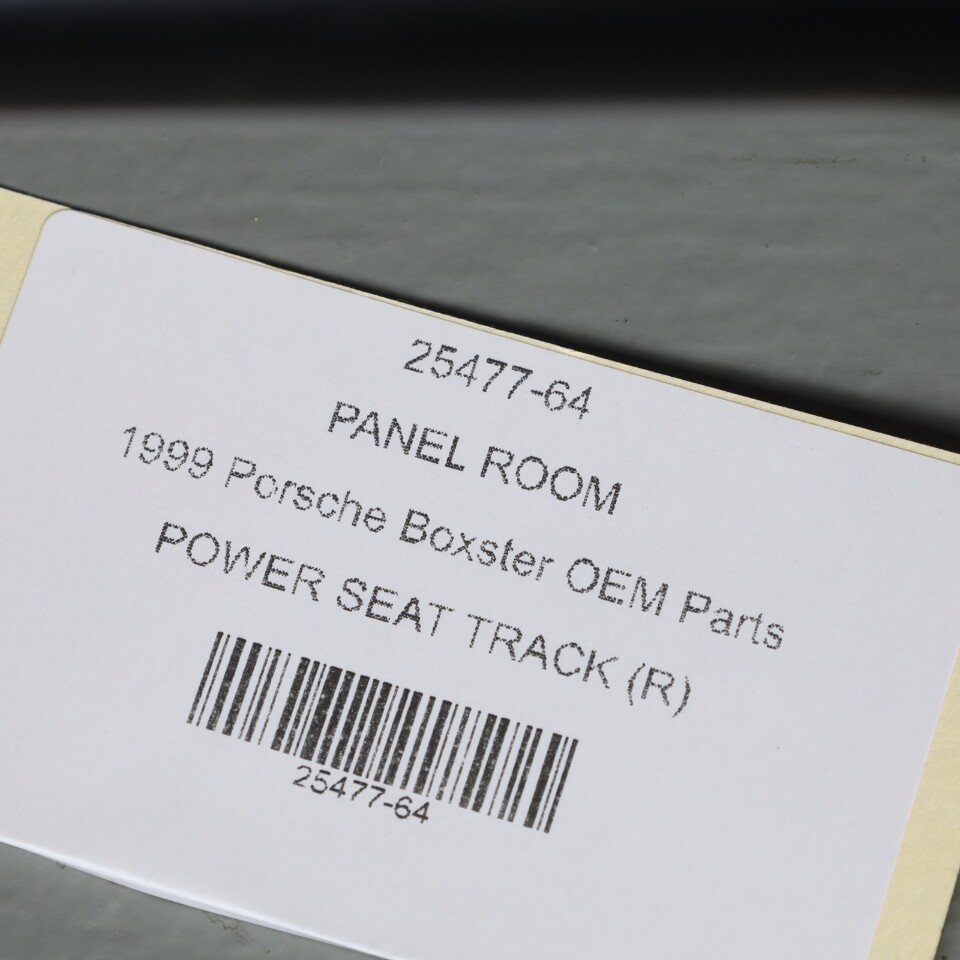 25477-64
PANEL ROOM
1999 Porsche Boxster OEM Parts
POWER SEAT TRACK (R)
25477-64